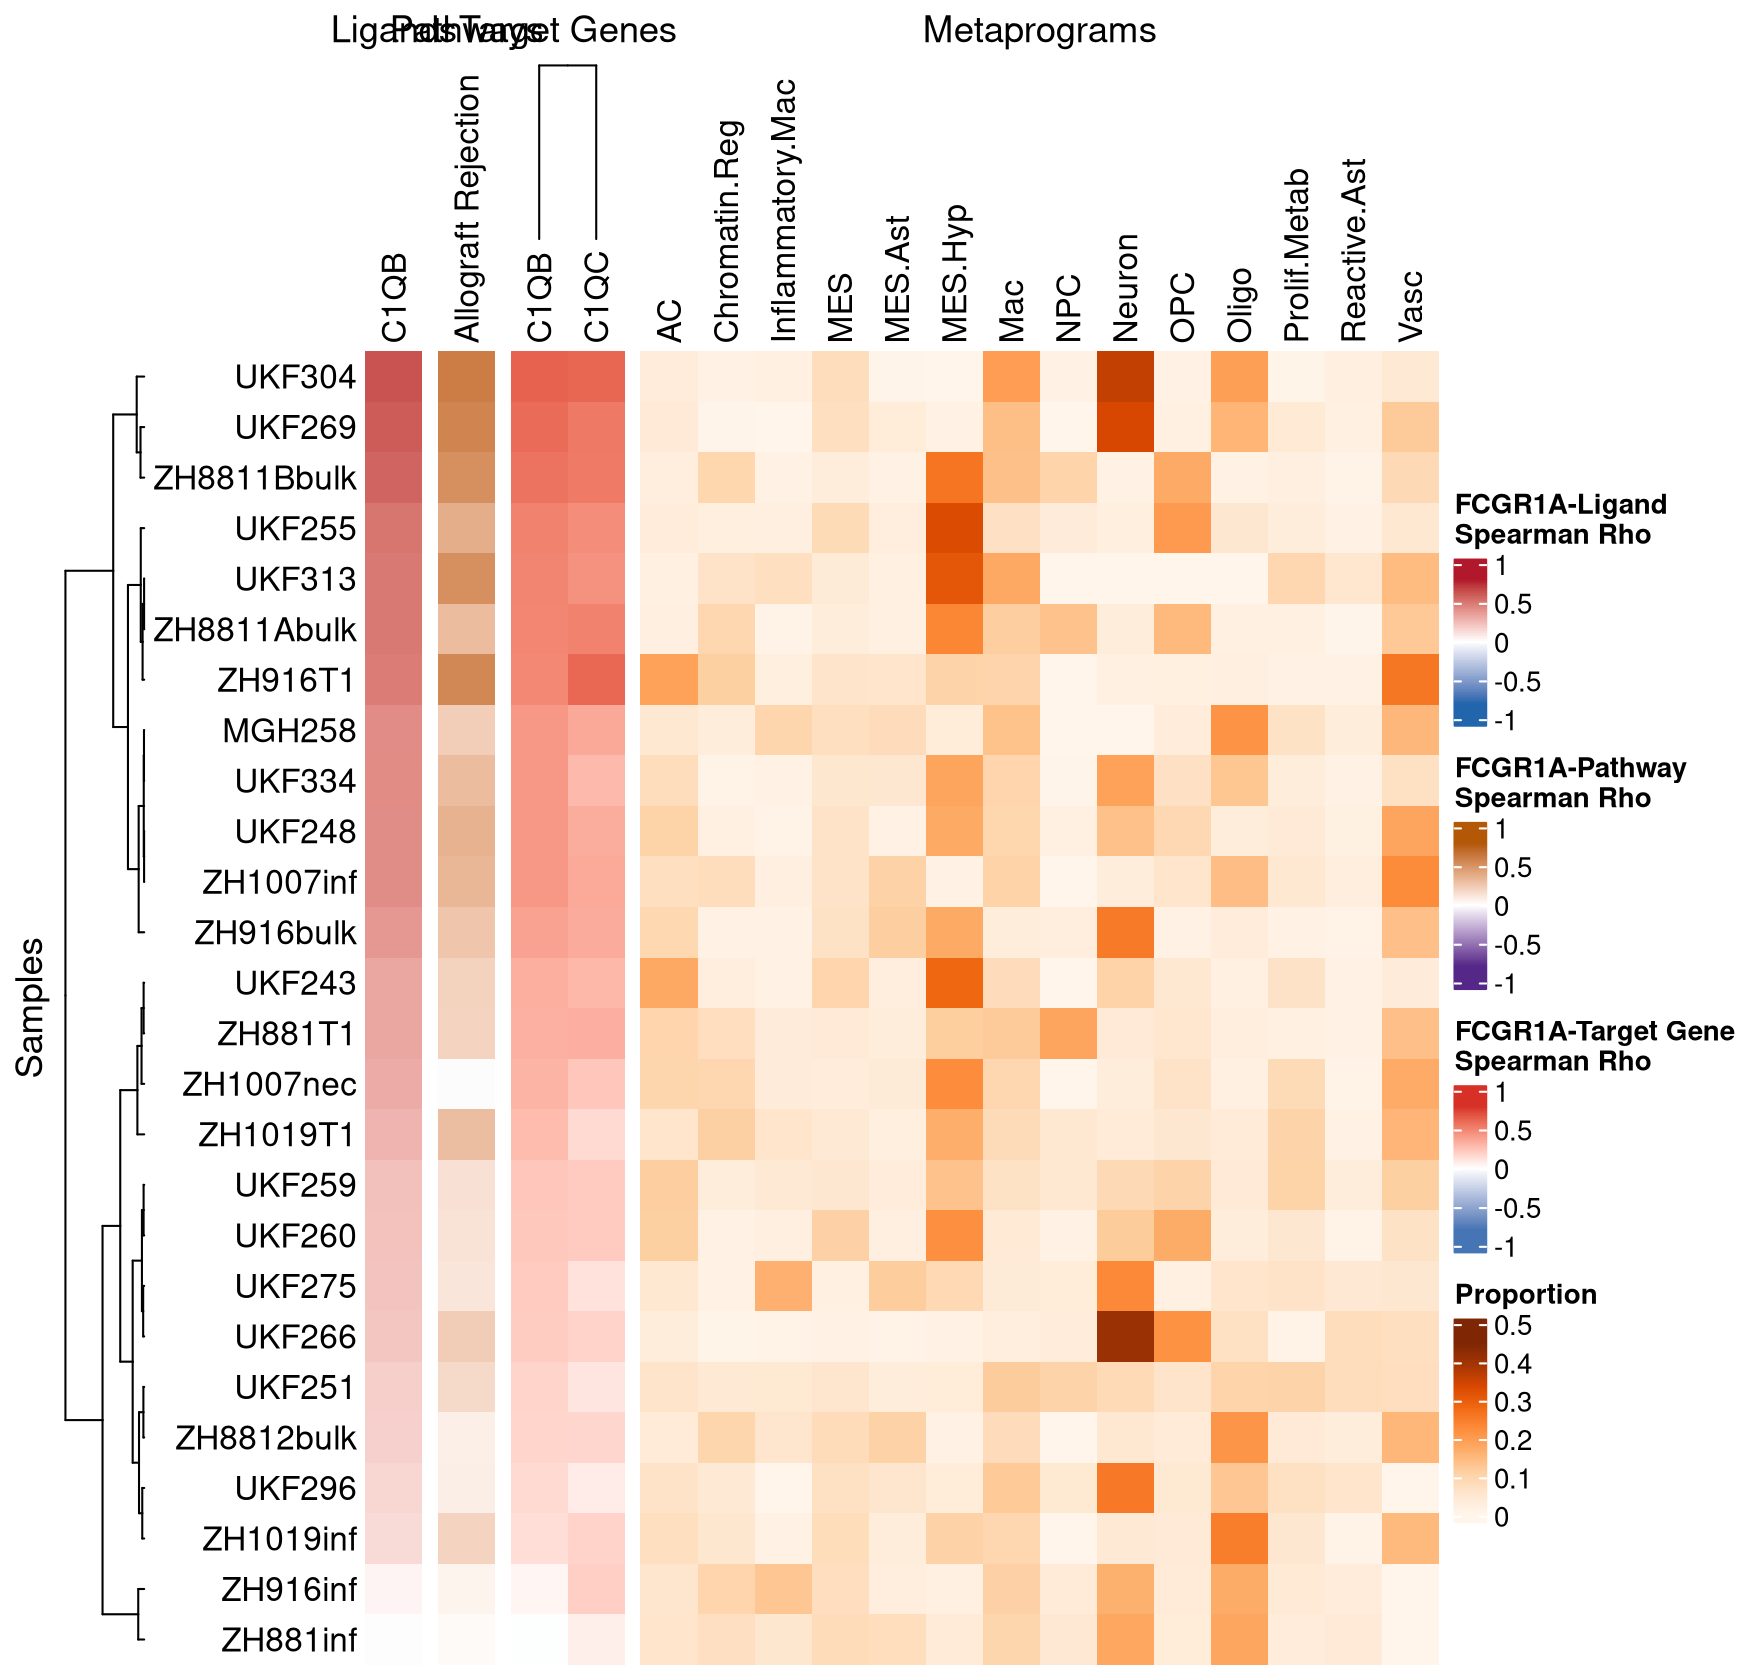 Ligands Pathways Target Genes Metaprograms
C1QB
Allograft Rejection
C1QB
C1QC
AC
Chromatin.Reg
Inflammatory.Mac
MES
MES.Ast
MES.Hyp
Mac
NPC
Neuron
OPC
Oligo
Prolif.Metab
Reactive.Ast
Vasc
Samples
UKF304
UKF269
ZH8811Bbulk
UKF255
UKF313
ZH8811Abulk
ZH916T1
MGH258
UKF334
UKF248
ZH1007inf
ZH916bulk
UKF243
ZH881T1
ZH1007nec
ZH1019T1
UKF259
UKF260
UKF275
UKF266
UKF251
ZH8812bulk
UKF296
ZH1019inf
ZH916inf
ZH881inf
FCGR1A-Ligand
Spearman Rho
1
0.5
0
-0.5
-1
FCGR1A-Pathway
Spearman Rho
1
0.5
0
-0.5
-1
FCGR1A-Target Gene
Spearman Rho
1
0.5
0
-0.5
-1
Proportion
0.5
0.4
0.3
0.2
0.1
0